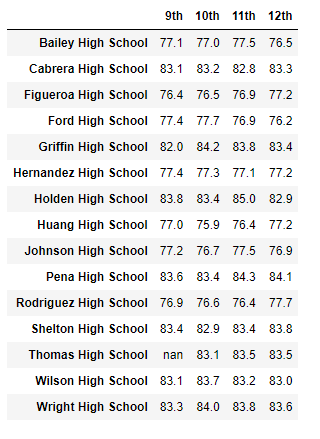 9th 10th 11th 12th
Bailey High School 77.1 77.0 77.5 76.5
Cabrera High School 83.1 83.2 82.8 83.3
Figueroa High School 76.4 76.5 76.9 77.2
Ford High School 77.4 77.7 76.9 76.2
Griffin High School 82.0 84.2 83.8 83.4
Hernandez High School 77.4 77.3 77.1 77.2
Holden High School 83.8 83.4 85.0 82.9
Huang High School 77.0 75.9 76.4 77.2
Johnson High School 77.2 76.7 77.5 76.9
Pena High School 83.6 83.4 84.3 84.1
Rodriguez High School 76.9 76.6 76.4 77.7
Shelton High School 83.4 82.9 83.4 83.8
Thomas High School nan 83.1 83.5 83.5
Wilson High School 83.1 83.7 83.2 83.0
Wright High School 83.3 84.0 83.8 83.6